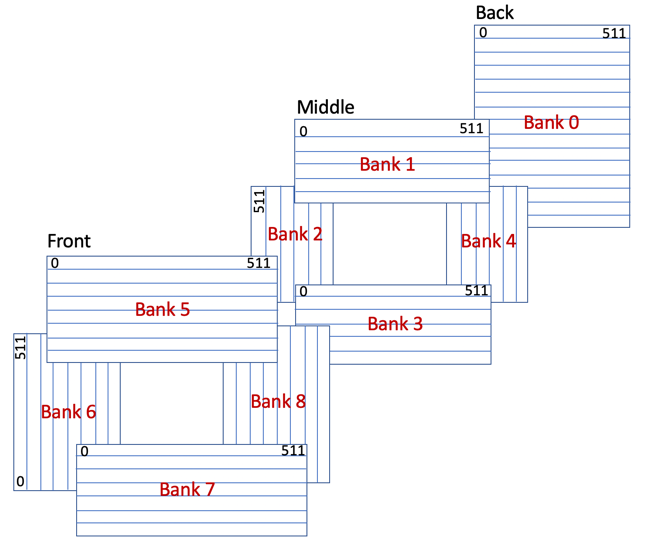 Back
0 511
Bank 0
Middle
0 511
Bank 1
511
Bank 2
Bank 4
0 511
Bank 3
Front
0 511
Bank 5
511
Bank 6
0
Bank 8
0 511
Bank 7